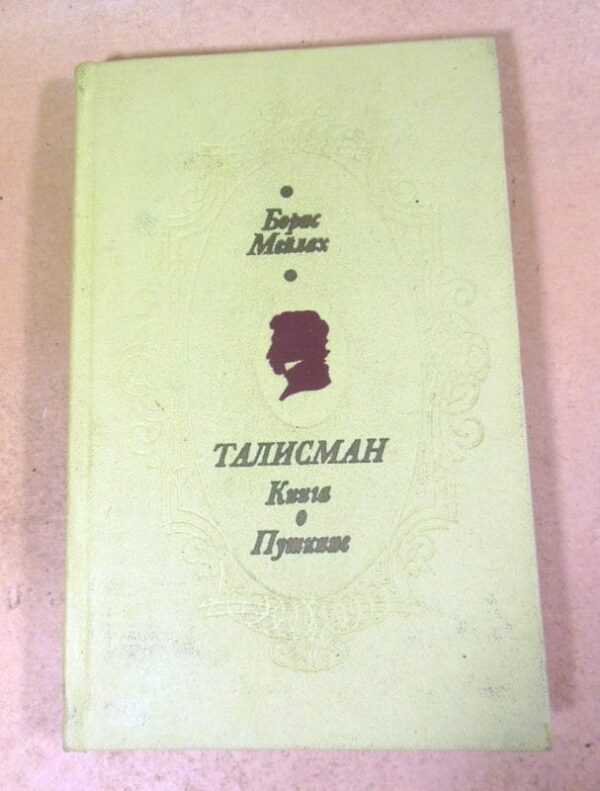 Борис
Мейлах
ТАЛИСМАН
Книга
о
Пушкине